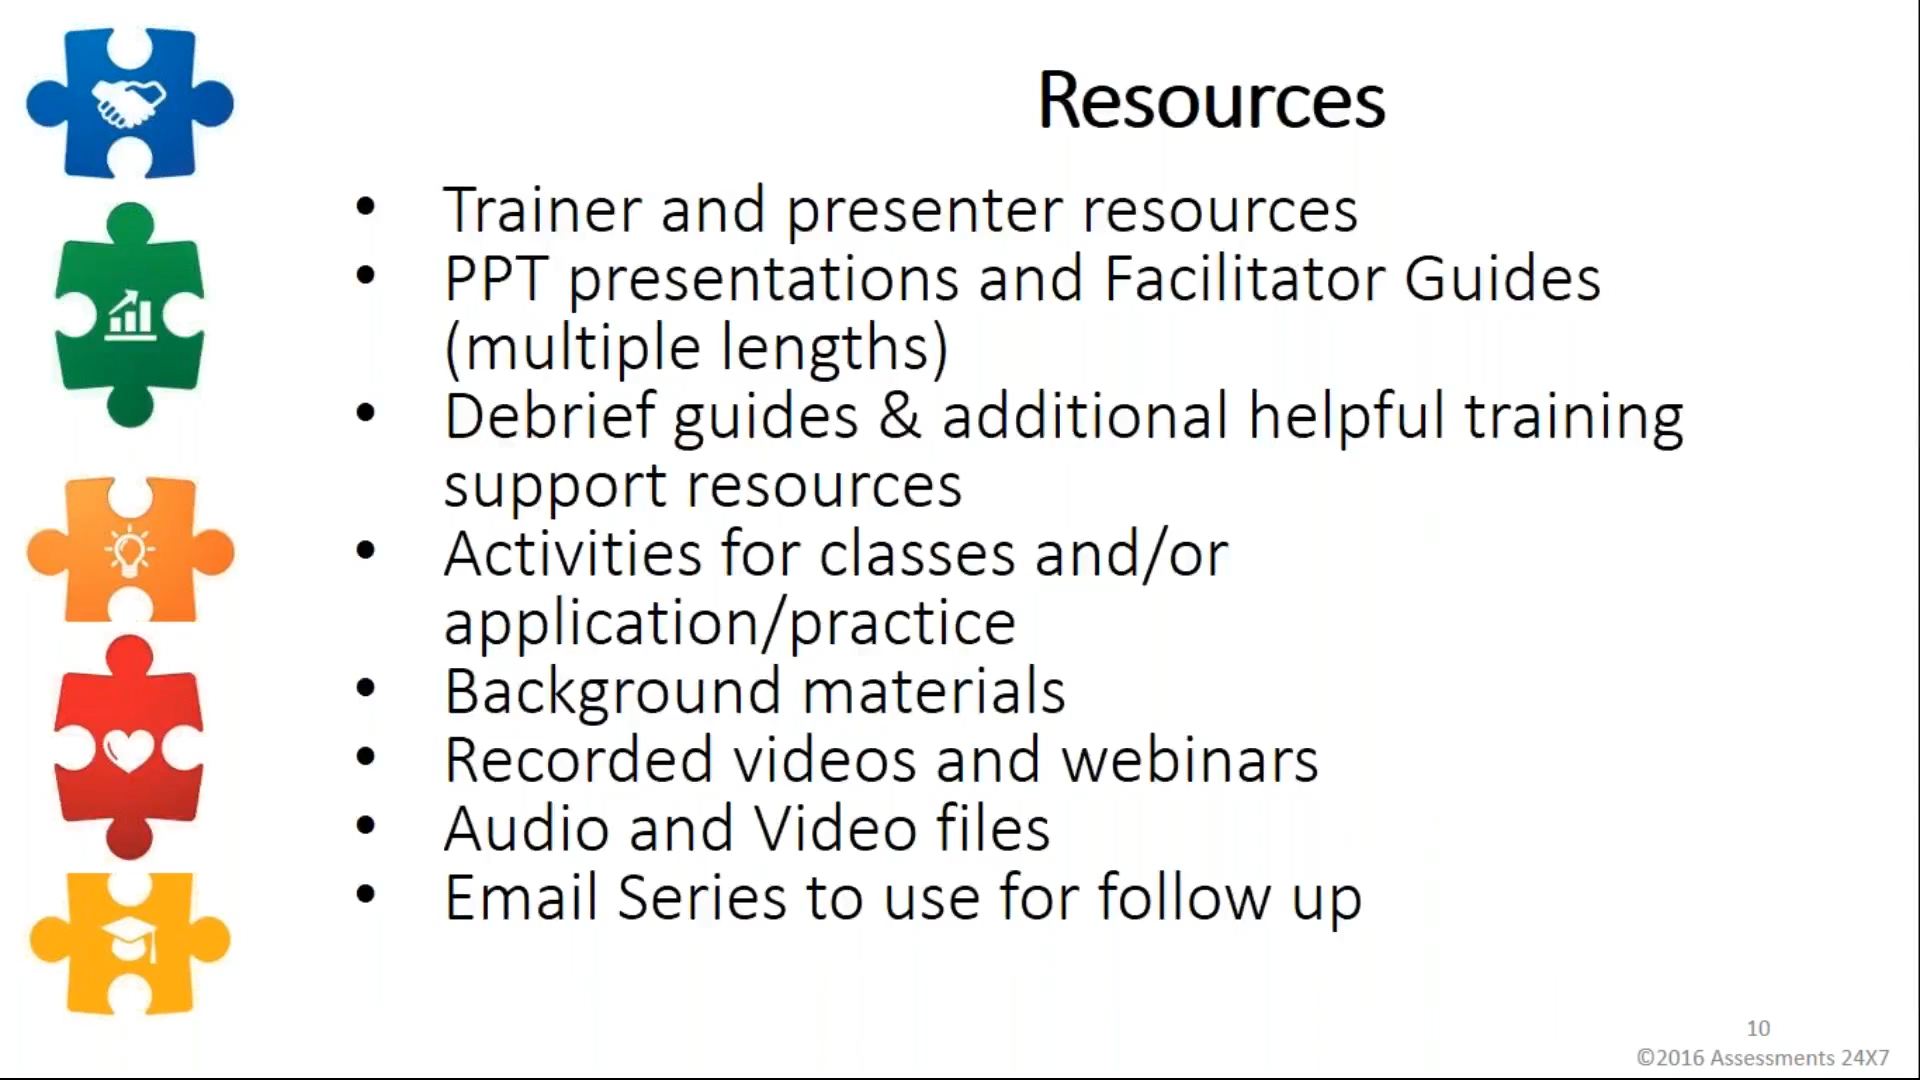 Resources
• Trainer and presenter resources
• PPT presentations and Facilitator Guides
(multiple lengths)
• Debrief guides & additional helpful training
support resources
• Activities for classes and/or
application/practice
• Background materials
• Recorded videos and webinars
• Audio and Video files
• Email Series to use for follow up
10
©2016 Assessments 24X7